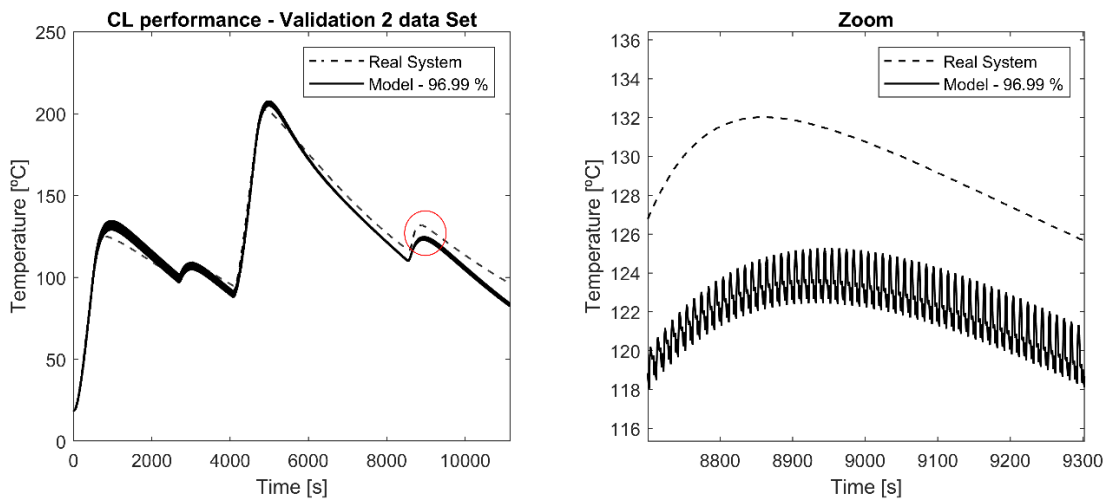 CL performance - Validation 2 data Set
250
200
150
100
50
0
Temperature [ºC]
0 2000 4000 6000 8000 10000
Time [s]
Real System
Model - 96.99 %
Zoom
136
134
132
130
128
126
124
122
120
118
116
Temperature [ºC]
8800 8900 9000 9100 9200 9300
Time [s]
Real System
Model - 96.99 %